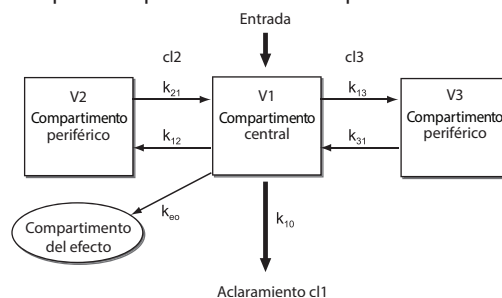 Entrada
cl2
cl3
V2
Compartimento
periférico
k21
k12
V1
Compartimento
central
k13
k31
V3
Compartimento
periférico
Compartimento
del efecto
keo
k10
Aclaramiento cl1